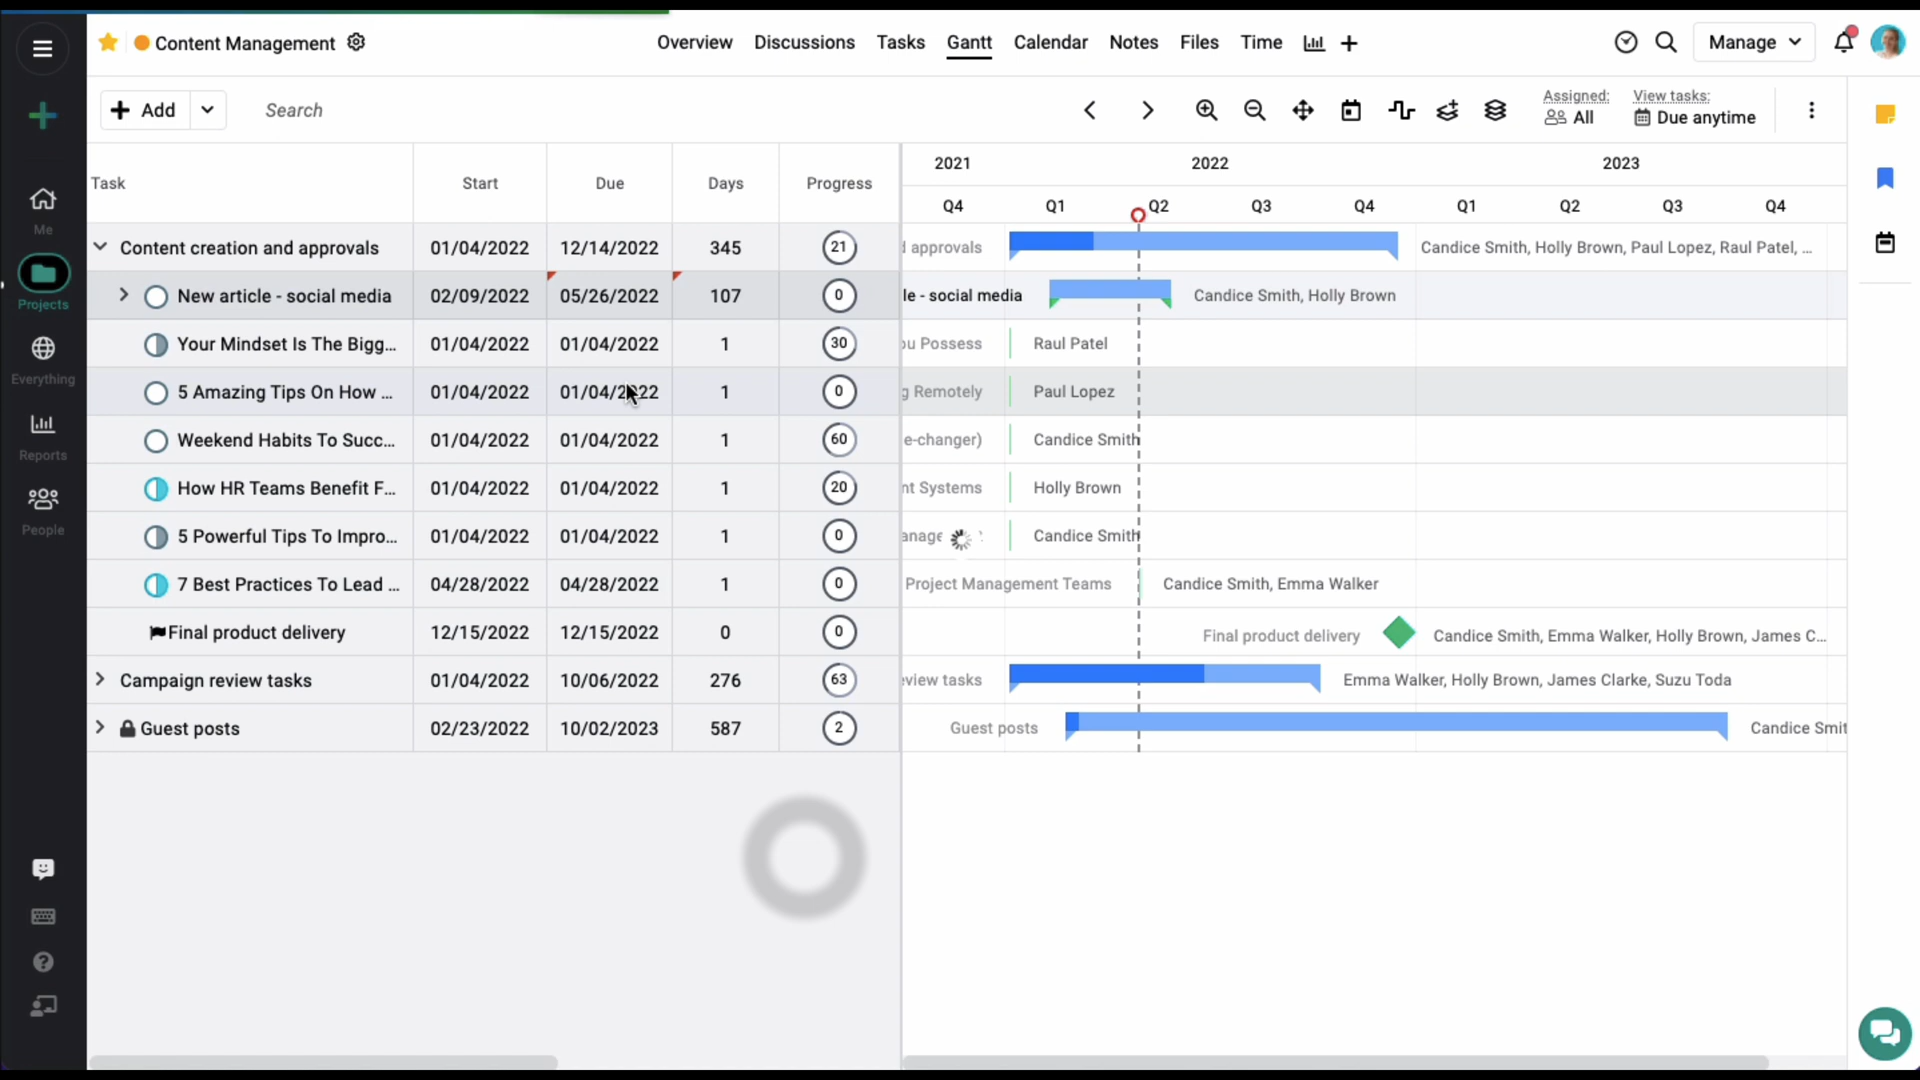 Content Management
Overview Discussions Tasks Gantt Calendar Notes Files Time
Manage
Add Search
Assigned: All
View tasks: Due anytime
Me
Projects
Everything
Reports
People
Task Start Due Days Progress
2021 2022 2023
Q4 Q1 Q2 Q3 Q4 Q1 Q2 Q3 Q4
Content creation and approvals 01/04/2022 12/14/2022 345 21 approvals Candice Smith, Holly Brown, Paul Lopez, Raul Patel, ...
New article - social media 02/09/2022 05/26/2022 107 0 le - social media Candice Smith, Holly Brown
Your Mindset Is The Bigg... 01/04/2022 01/04/2022 1 30 ou Possess Raul Patel
5 Amazing Tips On How ... 01/04/2022 01/04/2022 1 0 g Remotely Paul Lopez
Weekend Habits To Succ... 01/04/2022 01/04/2022 1 60 e-changer) Candice Smith
How HR Teams Benefit F... 01/04/2022 01/04/2022 1 20 nt Systems Holly Brown
5 Powerful Tips To Impro... 01/04/2022 01/04/2022 1 0 anage Candice Smith
7 Best Practices To Lead ... 04/28/2022 04/28/2022 1 0 Project Management Teams Candice Smith, Emma Walker
Final product delivery 12/15/2022 12/15/2022 0 0 Final product delivery Candice Smith, Emma Walker, Holly Brown, James C...
Campaign review tasks 01/04/2022 10/06/2022 276 63 eview tasks Emma Walker, Holly Brown, James Clarke, Suzu Toda
Guest posts 02/23/2022 10/02/2023 587 2 Guest posts Candice Smit